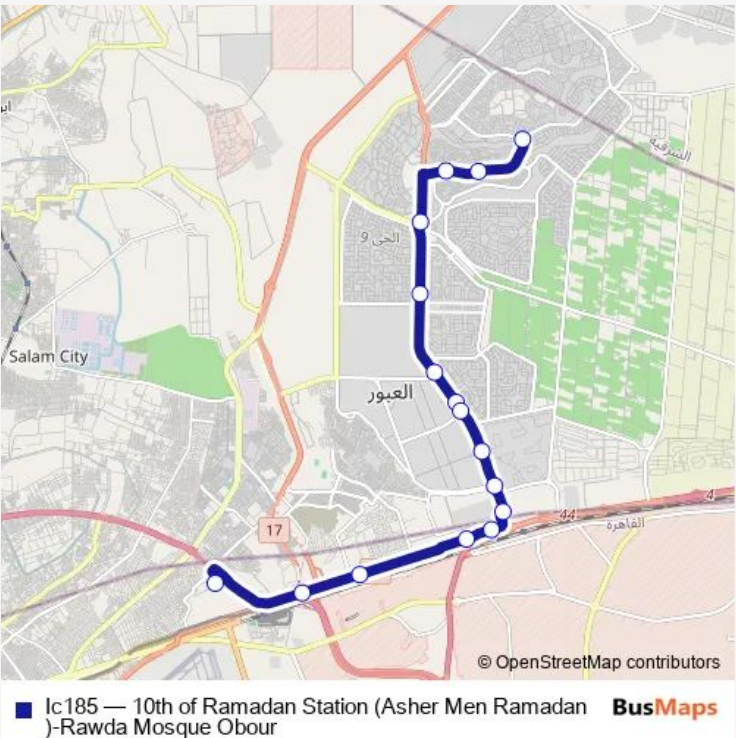 الشرقية
الحى 9
Salam City
العبور
4
44
القاهرة
17
© OpenStreetMap contributors
Ic185 — 10th of Ramadan Station (Asher Men Ramadan
)-Rawda Mosque Obour
BusMaps